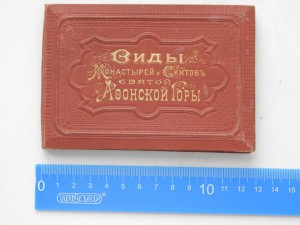 Виды
Монастырей и Скитовъ
Святой
Аѳонской Горы
0 1 2 3 4 5 6 7 8 9 10 11 12 13 14 15